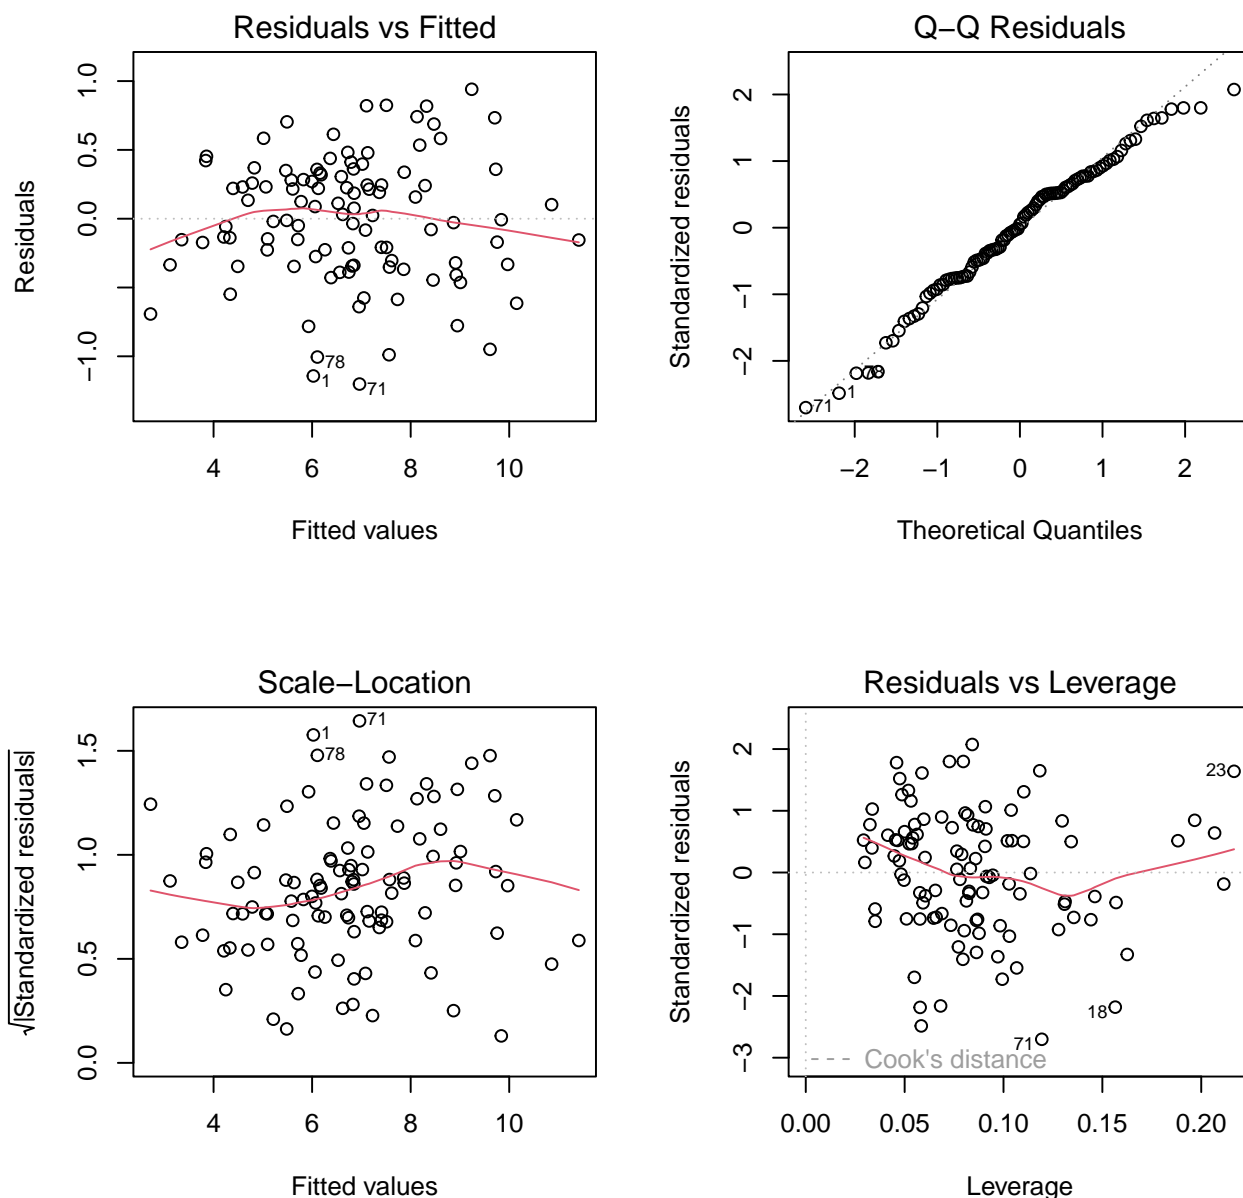 Residuals vs Fitted
Residuals
1.0
0.5
0.0
−1.0
78
1
71
4 6 8 10
Fitted values
Q−Q Residuals
Standardized residuals
2
1
0
−1
−2
71
1
−2 −1 0 1 2
Theoretical Quantiles
Scale−Location
√|Standardized residuals|
1.5
1.0
0.5
0.0
1
71
78
4 6 8 10
Fitted values
Residuals vs Leverage
Standardized residuals
2
1
0
−1
−2
−3
23
18
71
Cook's distance
0.00 0.05 0.10 0.15 0.20
Leverage